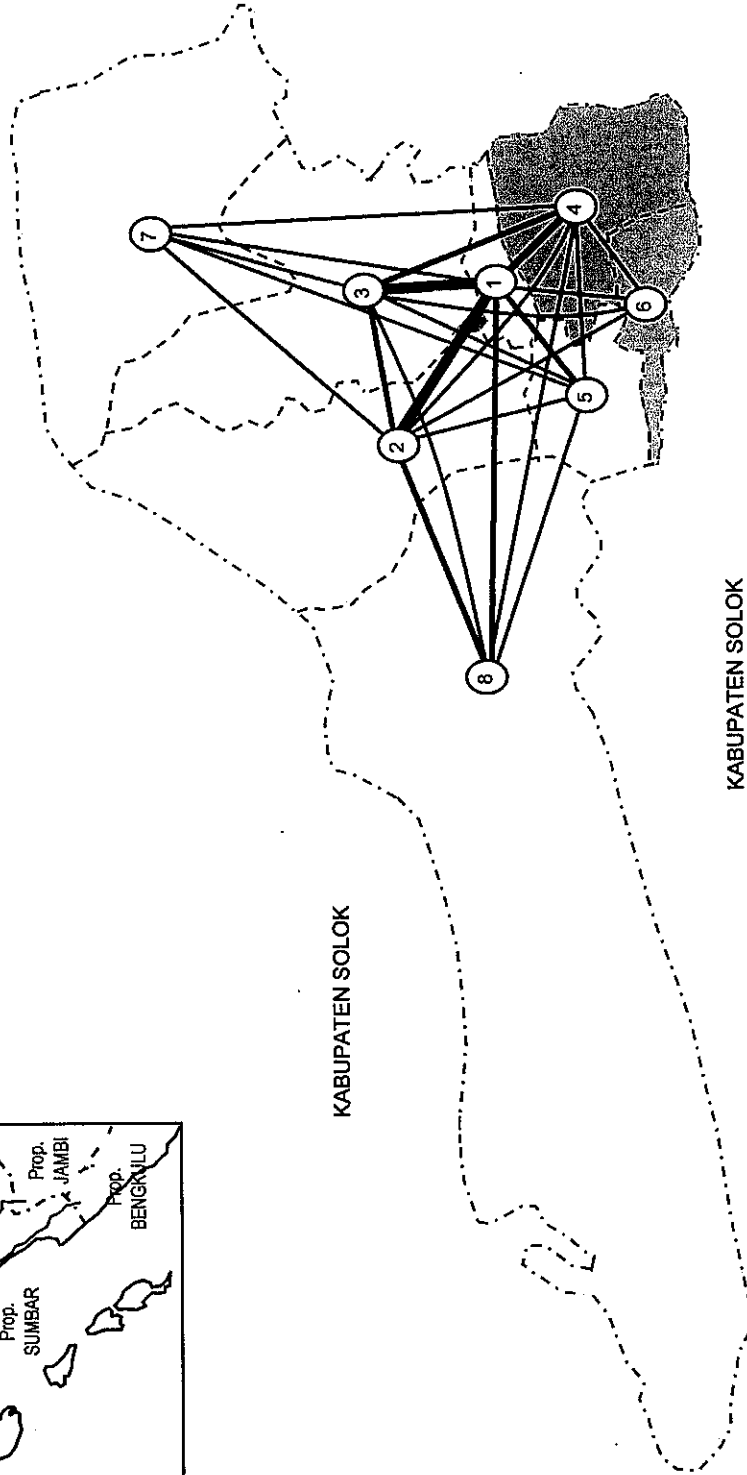 7
3
4
1
2
6
5
8
KABUPATEN SOLOK
KABUPATEN SOLOK
Prop.
JAMBI
Prop.
BENGKULU
Prop.
SUMBAR